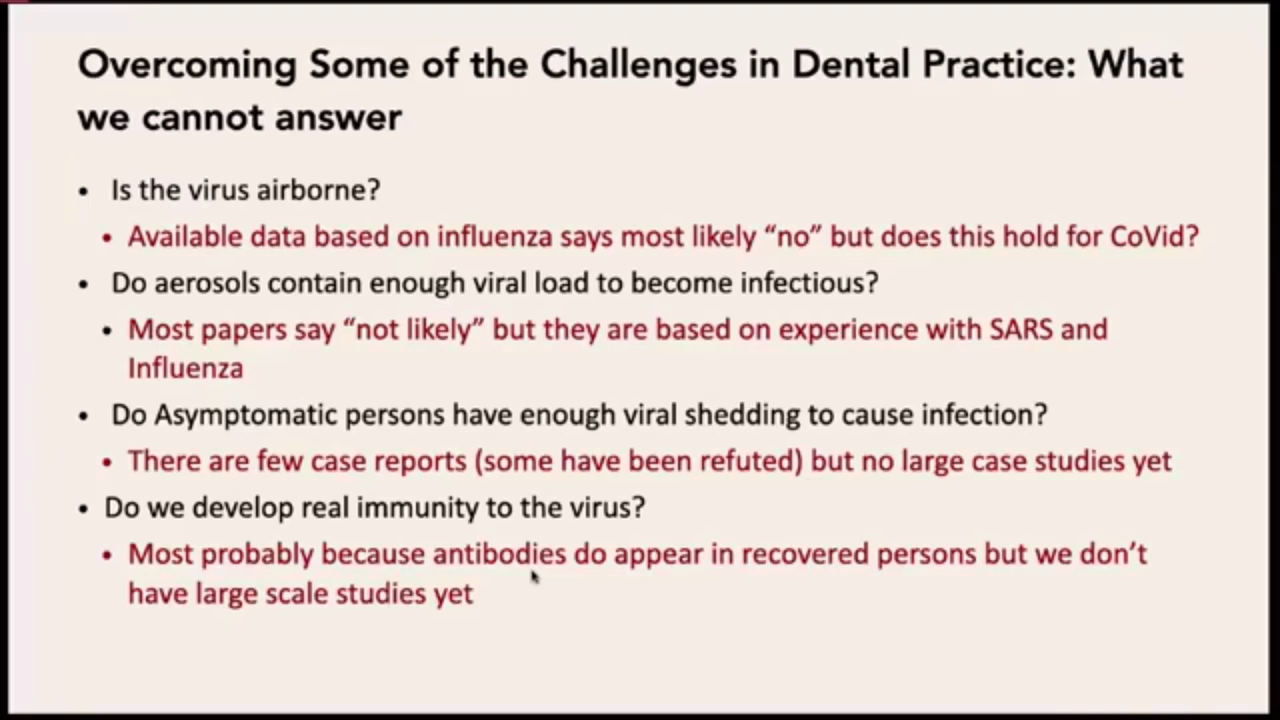 Overcoming Some of the Challenges in Dental Practice: What
we cannot answer
• Is the virus airborne?
• Available data based on influenza says most likely “no” but does this hold for CoVid?
• Do aerosols contain enough viral load to become infectious?
• Most papers say “not likely” but they are based on experience with SARS and
Influenza
• Do Asymptomatic persons have enough viral shedding to cause infection?
• There are few case reports (some have been refuted) but no large case studies yet
• Do we develop real immunity to the virus?
• Most probably because antibodies do appear in recovered persons but we don’t
have large scale studies yet